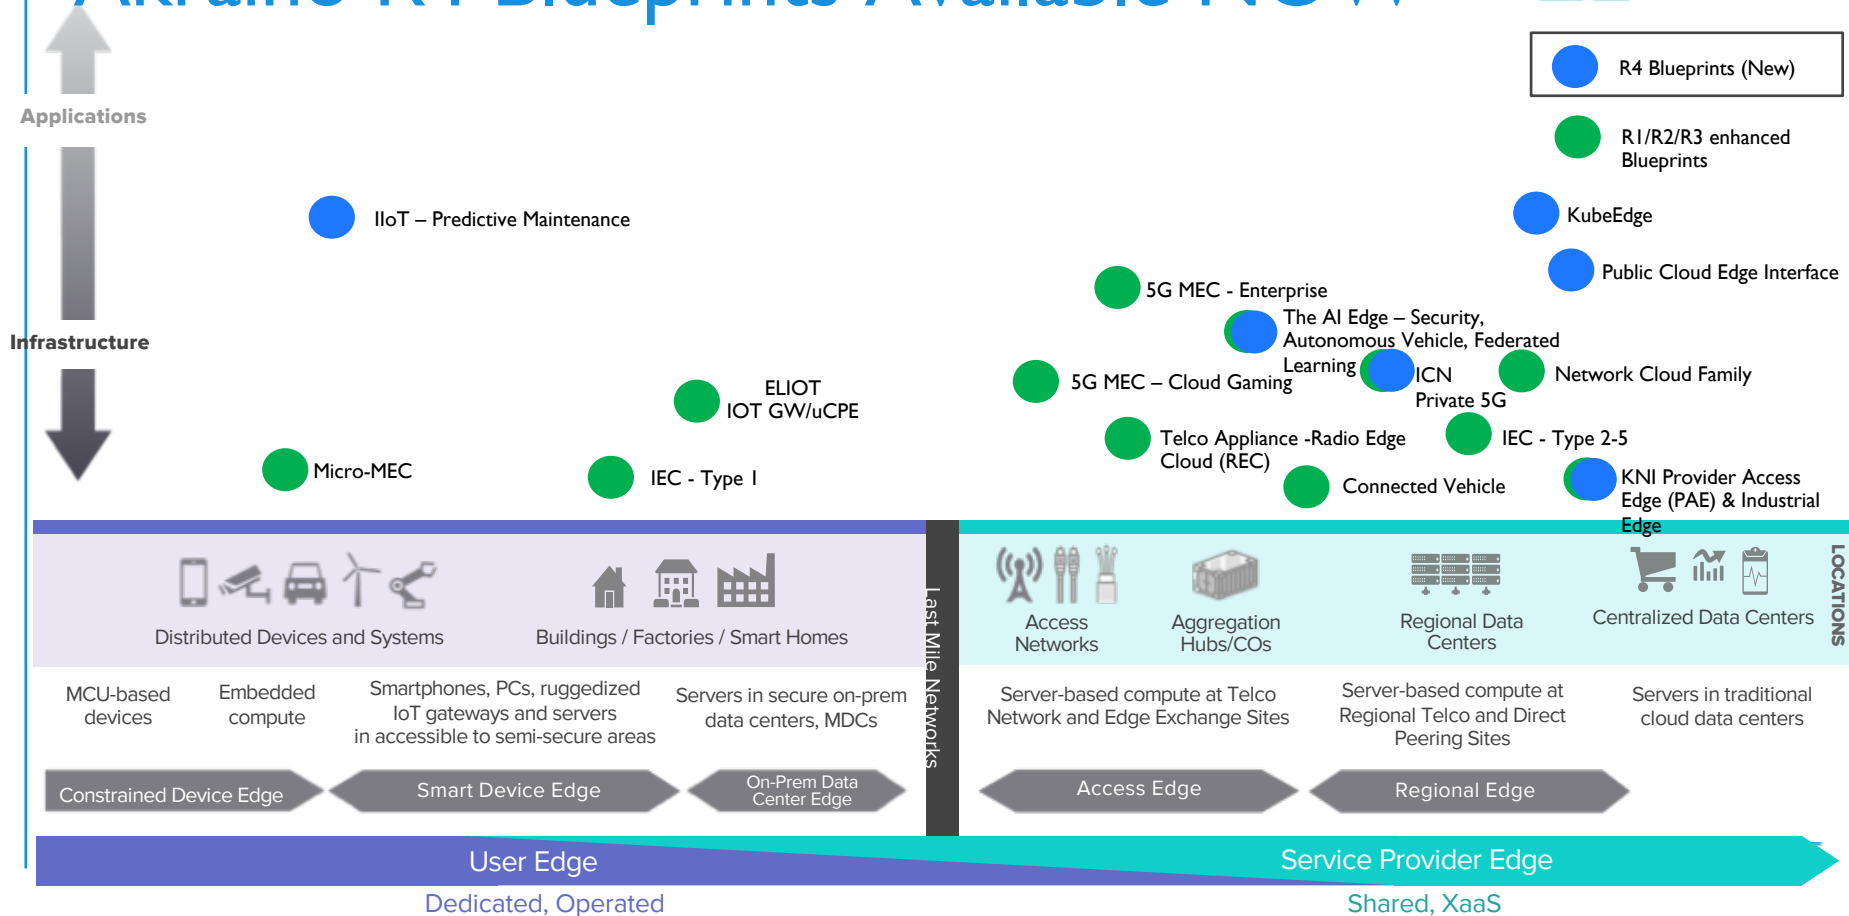 Akraino R4 Blueprints Available NOW
R4 Blueprints (New)
Applications
R1/R2/R3 enhanced
Blueprints
IIoT – Predictive Maintenance
KubeEdge
Public Cloud Edge Interface
5G MEC - Enterprise
The AI Edge – Security,
Autonomous Vehicle, Federated
Learning
Infrastructure
ICN
Private 5G
Network Cloud Family
5G MEC – Cloud Gaming
ELIOT
IOT GW/uCPE
Telco Appliance -Radio Edge
Cloud (REC)
IEC - Type 2-5
Micro-MEC
IEC - Type 1
Connected Vehicle
KNI Provider Access
Edge (PAE) & Industrial
Edge
Distributed Devices and Systems
Buildings / Factories / Smart Homes
Last Mile Networks
Access
Networks
Aggregation
Hubs/COs
Regional Data
Centers
Centralized Data Centers
LOCATIONS
MCU-based
devices
Embedded
compute
Smartphones, PCs, ruggedized
IoT gateways and servers
in accessible to semi-secure areas
Servers in secure on-prem
data centers, MDCs
Server-based compute at Telco
Network and Edge Exchange Sites
Server-based compute at
Regional Telco and Direct
Peering Sites
Servers in traditional
cloud data centers
Constrained Device Edge
Smart Device Edge
On-Prem Data
Center Edge
Access Edge
Regional Edge
User Edge
Service Provider Edge
Dedicated, Operated
Shared, XaaS